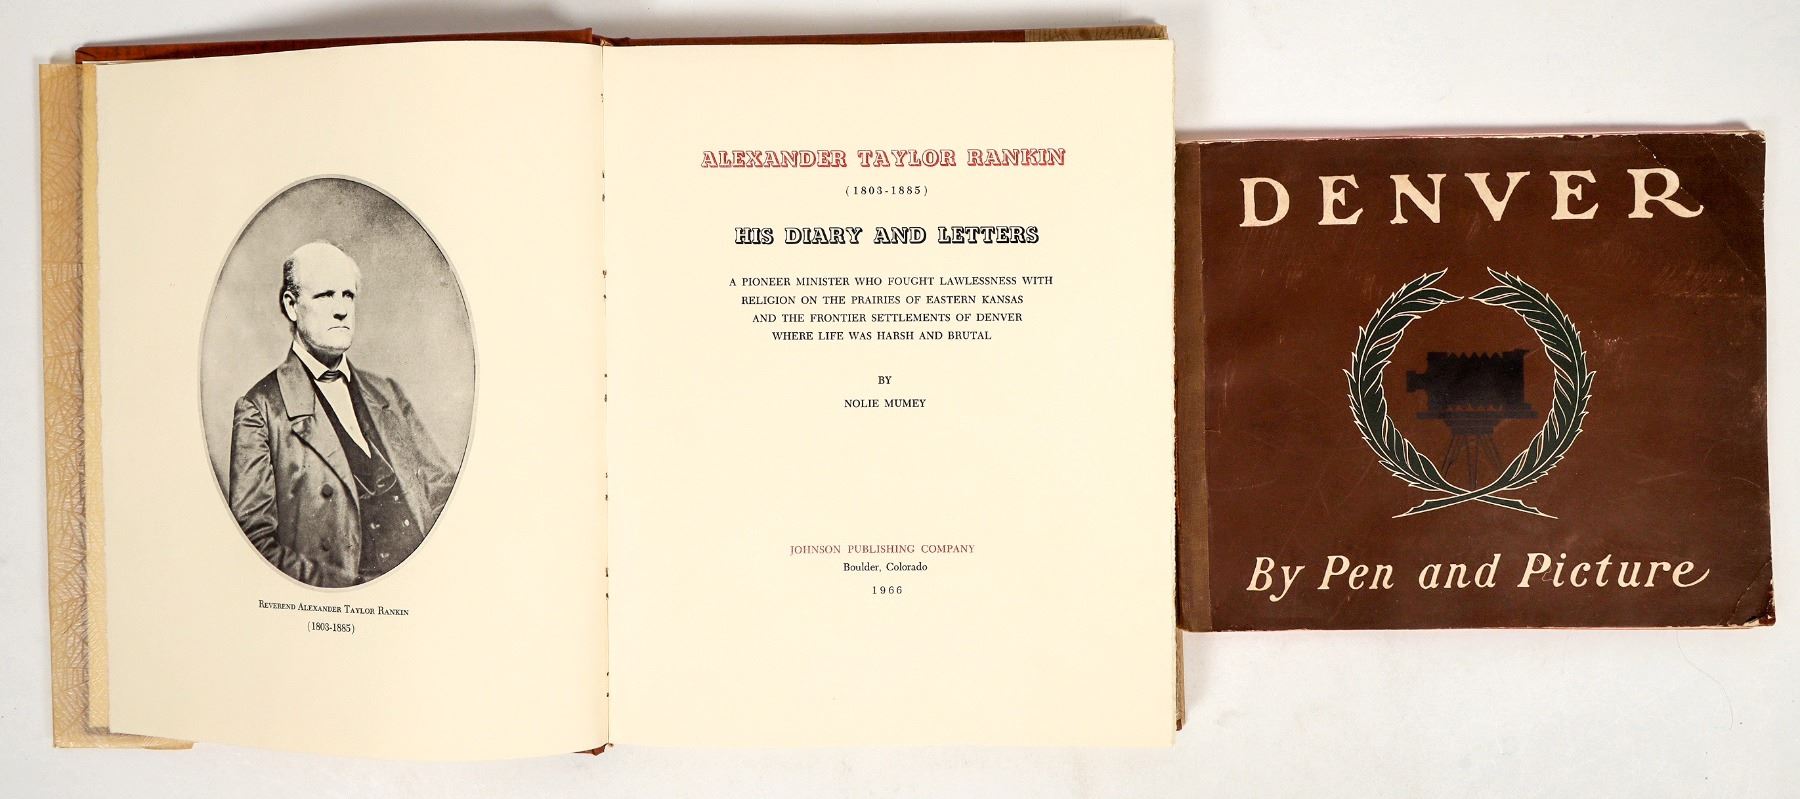 REVEREND ALEXANDER TAYLOR RANKIN
(1803-1885)
ALEXANDER TAYLOR RANKIN
(1803-1885)
HIS DIARY AND LETTERS
A PIONEER MINISTER WHO FOUGHT LAWLESSNESS WITH
RELIGION ON THE PRAIRIES OF EASTERN KANSAS
AND THE FRONTIER SETTLEMENTS OF DENVER
WHERE LIFE WAS HARSH AND BRUTAL
BY
NOLIE MUMEY
JOHNSON PUBLISHING COMPANY
Boulder, Colorado
1966
DENVER
By Pen and Picture